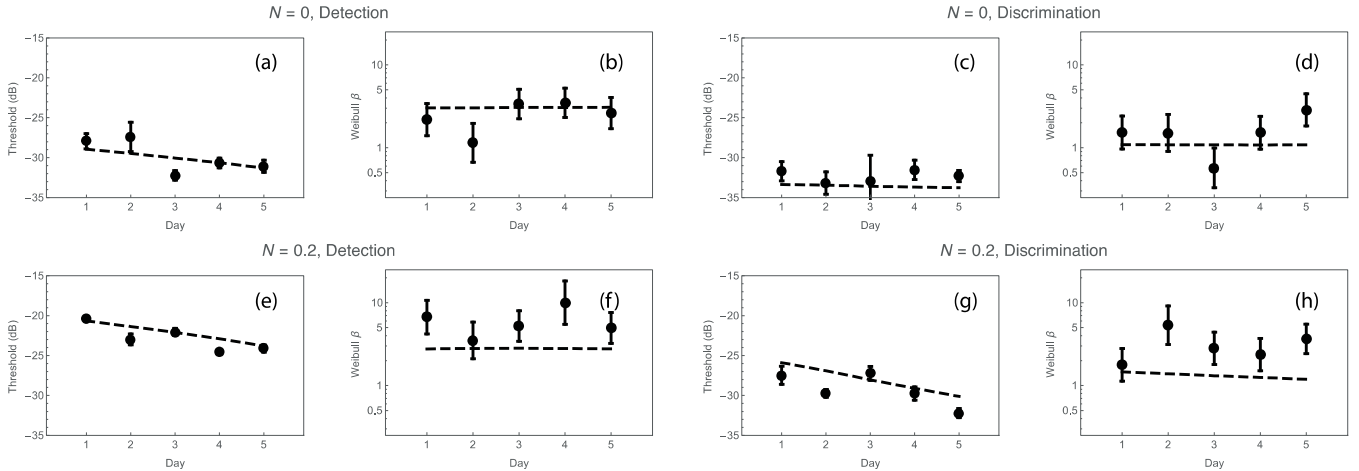 N = 0, Detection
N = 0, Discrimination
(a)
Threshold (dB)
−15
−20
−25
−30
−35
1 2 3 4 5
Day
(b)
Weibull β
10
5
1
0.5
1 2 3 4 5
Day
(c)
Threshold (dB)
−15
−20
−25
−30
−35
1 2 3 4 5
Day
(d)
Weibull β
10
5
1
0.5
1 2 3 4 5
Day
N = 0.2, Detection
N = 0.2, Discrimination
(e)
Threshold (dB)
−15
−20
−25
−30
−35
1 2 3 4 5
Day
(f)
Weibull β
10
5
1
0.5
1 2 3 4 5
Day
(g)
Threshold (dB)
−15
−20
−25
−30
−35
1 2 3 4 5
Day
(h)
Weibull β
10
5
1
0.5
1 2 3 4 5
Day